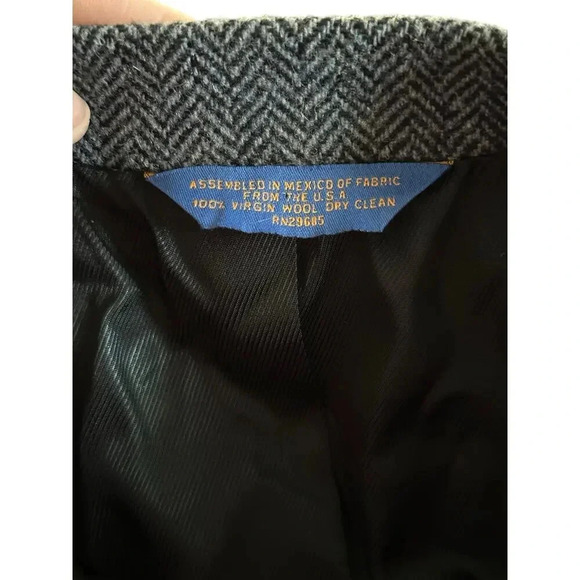 ASSEMBLED IN MEXICO OF FABRIC
FROM THE U.S.A.
100% VIRGIN WOOL DRY CLEAN
RN29685